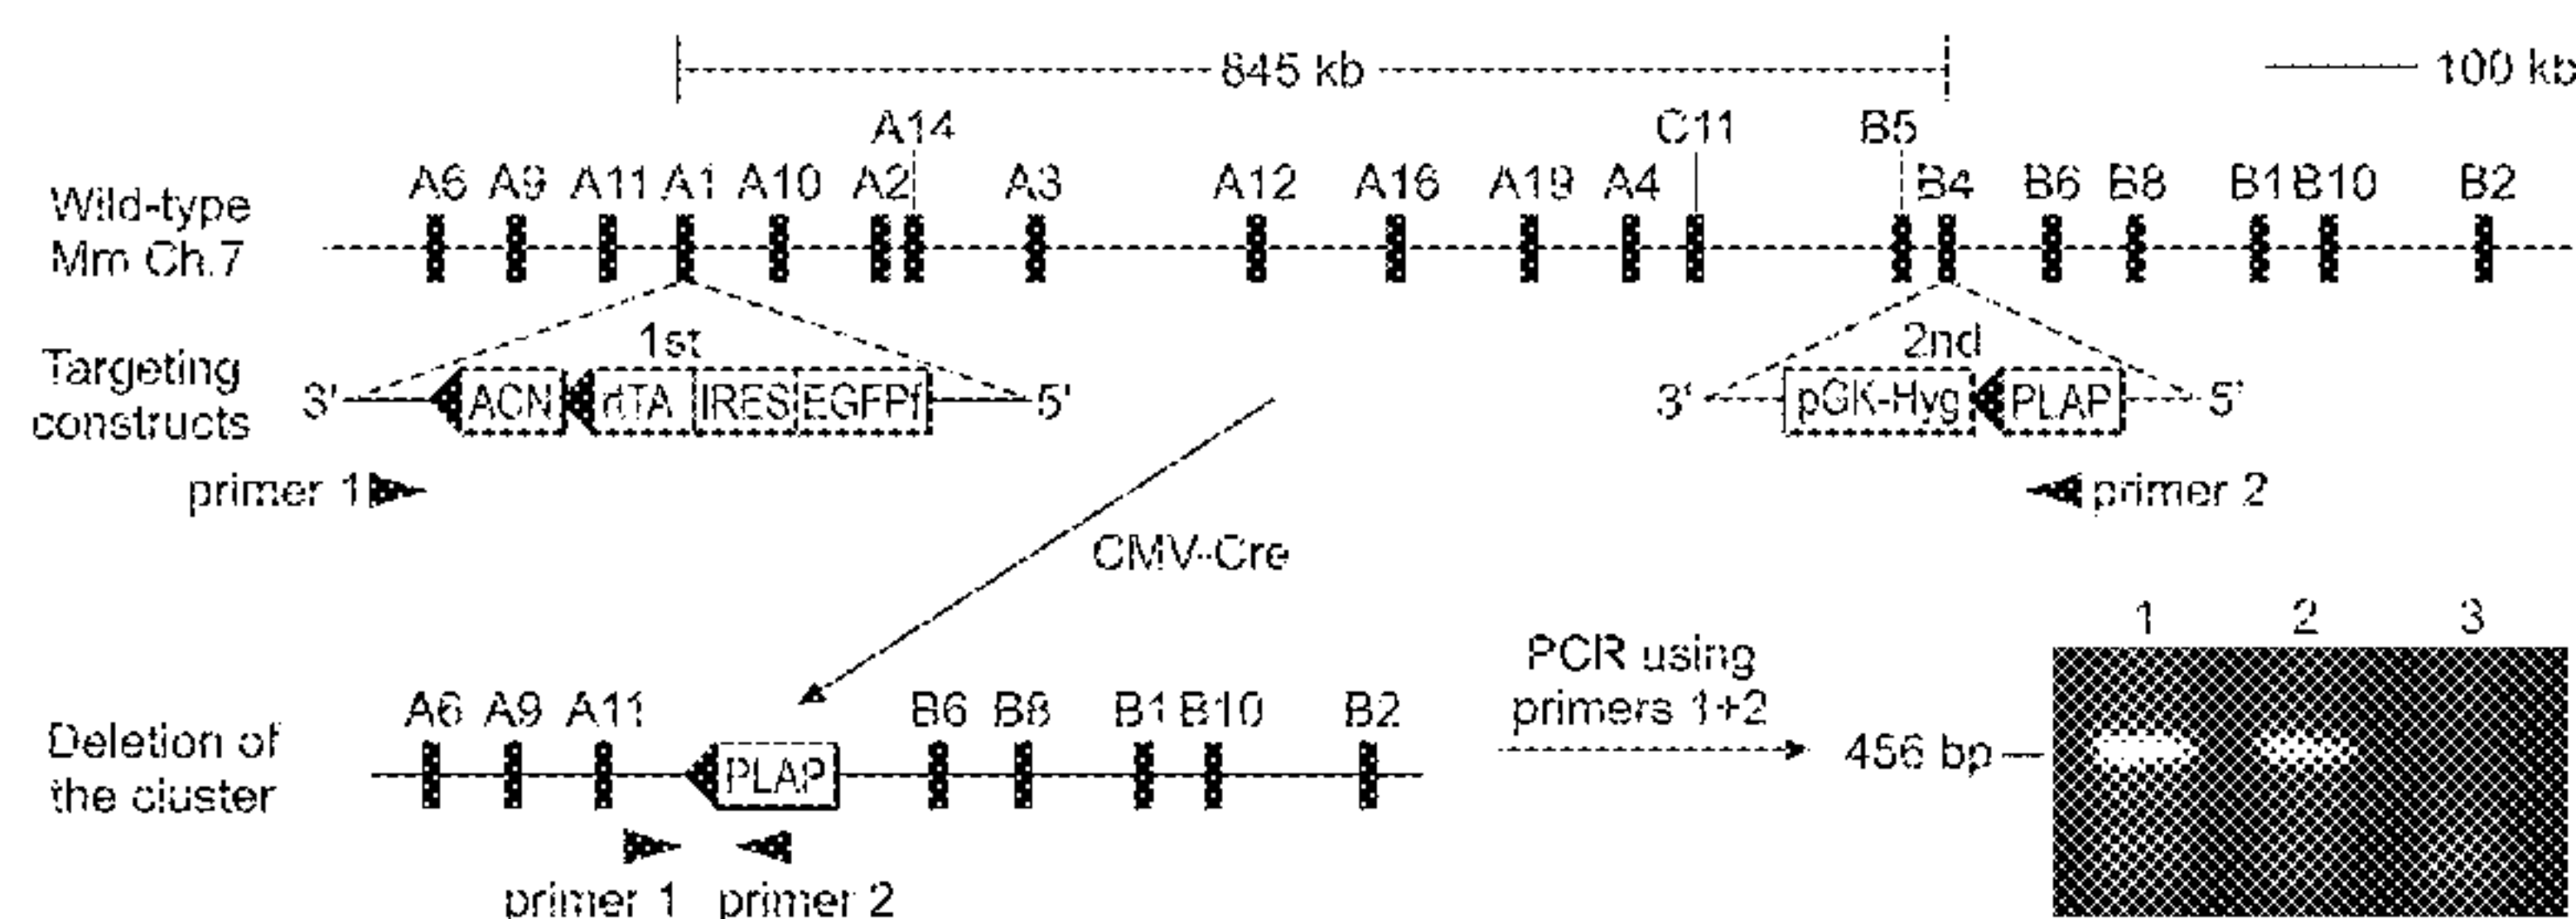 845 kb
100 kb
A14 C11 B5
A6 A9 A11 A1 A10 A2 A3 A12 A16 A19 A4 B4 B6 B8 B1 B10 B2
Wild-type
Mm Ch.7
1st 2nd
Targeting
constructs
3' ACN rtTA IRES EGFPf 5'
3' pGK-Hyg PLAP 5'
primer 1 primer 2
CMV-Cre
1 2 3
PCR using
primers 1+2
A6 A9 A11 B6 B8 B1 B10 B2
Deletion of
the cluster
PLAP
456 bp
primer 1 primer 2